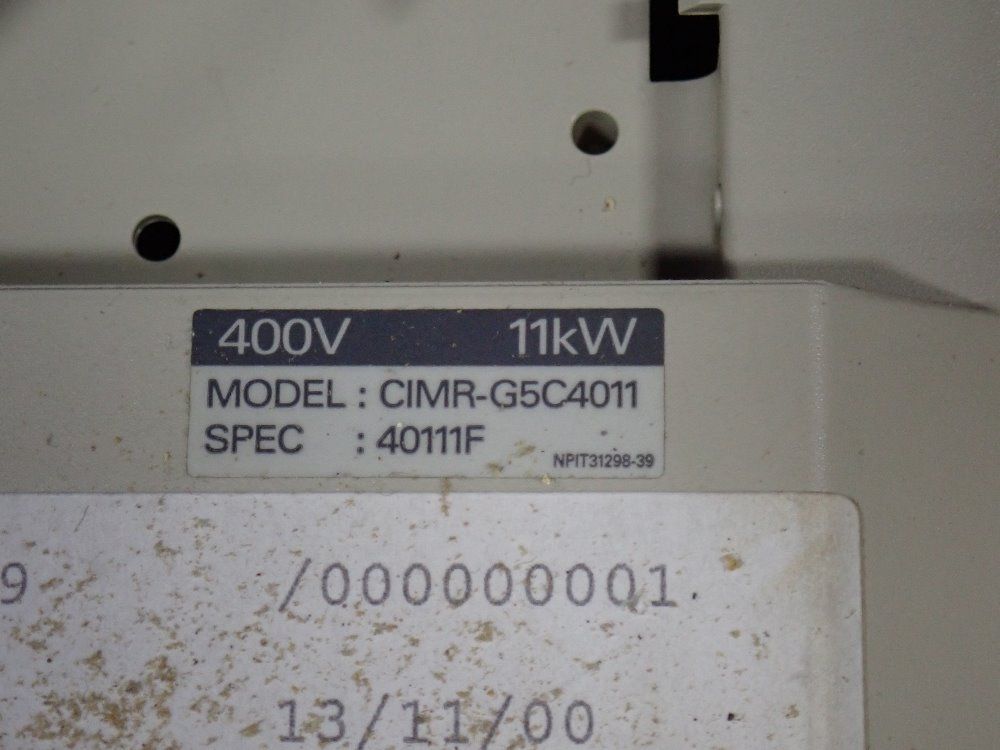 400V 11kW
MODEL : CIMR-G5C4011
SPEC : 40111F
NPIT31298-39
9 /000000001
13/11/00